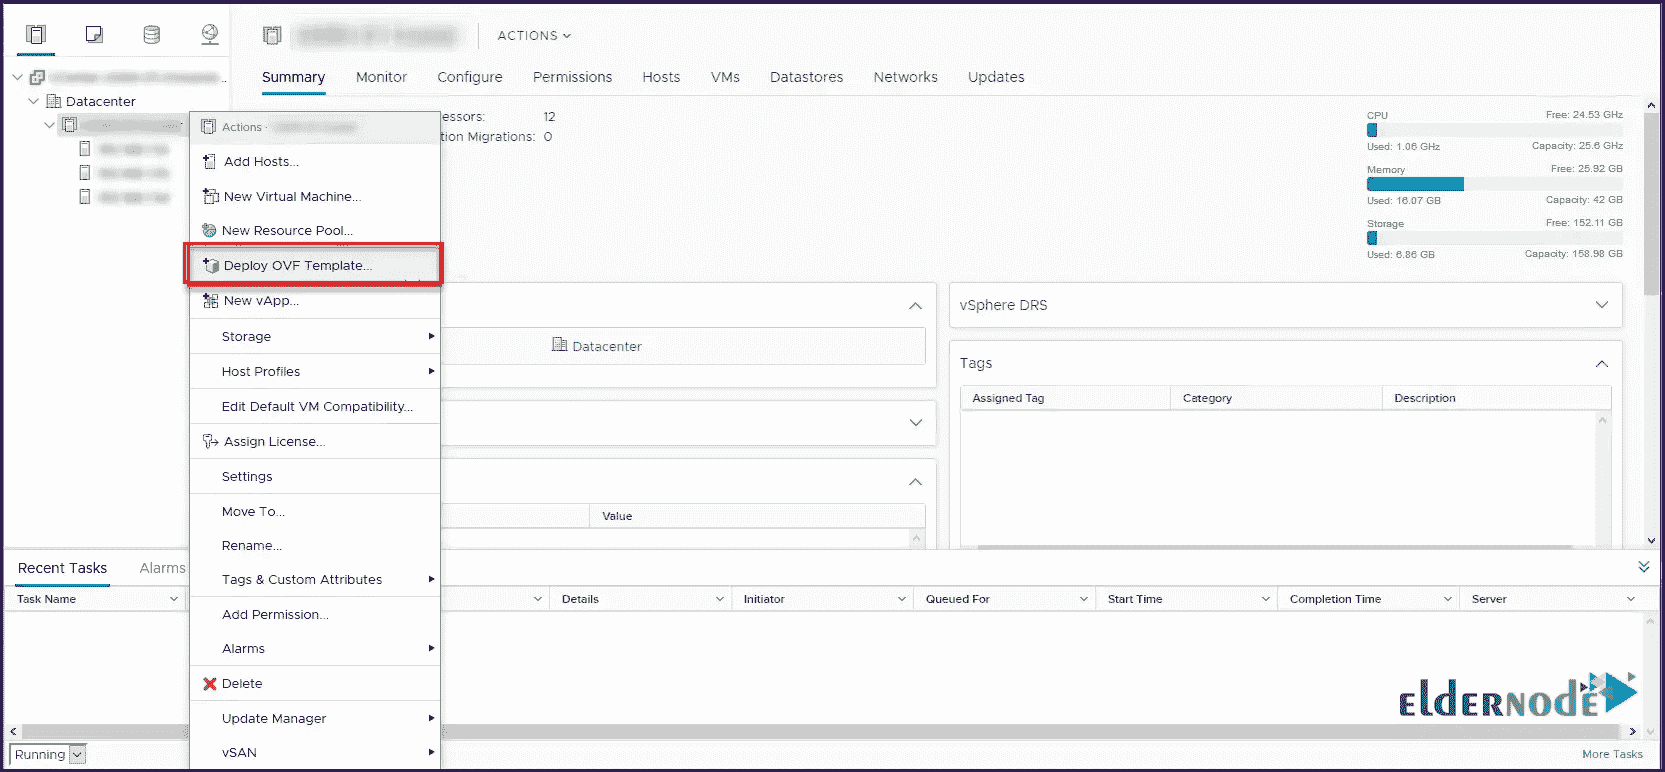 ACTIONS
Summary Monitor Configure Permissions Hosts VMs Datastores Networks Updates
Datacenter
Actions -
Add Hosts...
New Virtual Machine...
New Resource Pool...
Deploy OVF Template...
New vApp...
Storage
Host Profiles
Edit Default VM Compatibility...
Assign License...
Settings
Move To...
Rename...
Tags & Custom Attributes
Add Permission...
Alarms
Delete
Update Manager
vSAN
essors: 12
tion Migrations: 0
CPU Free: 24.53 GHz
Used: 1.06 GHz Capacity: 25.6 GHz
Memory Free: 25.92 GB
Used: 16.07 GB Capacity: 42 GB
Storage Free: 152.11 GB
Used: 6.86 GB Capacity: 158.98 GB
Datacenter
Value
vSphere DRS
Tags
Assigned Tag Category Description
Recent Tasks Alarms
Task Name Details Initiator Queued For Start Time Completion Time Server
eldernode
Running
More Tasks